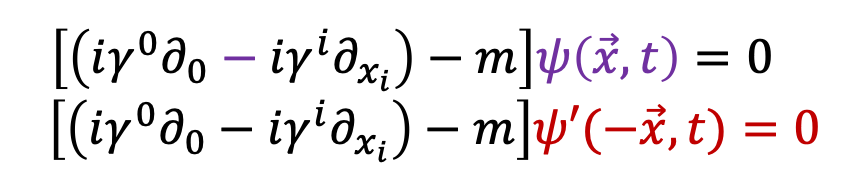 [(iγ⁰∂₀ − iγⁱ∂ₓᵢ) − m]ψ(x⃗, t) = 0
[(iγ⁰∂₀ − iγⁱ∂ₓᵢ) − m]ψ′(−x⃗, t) = 0